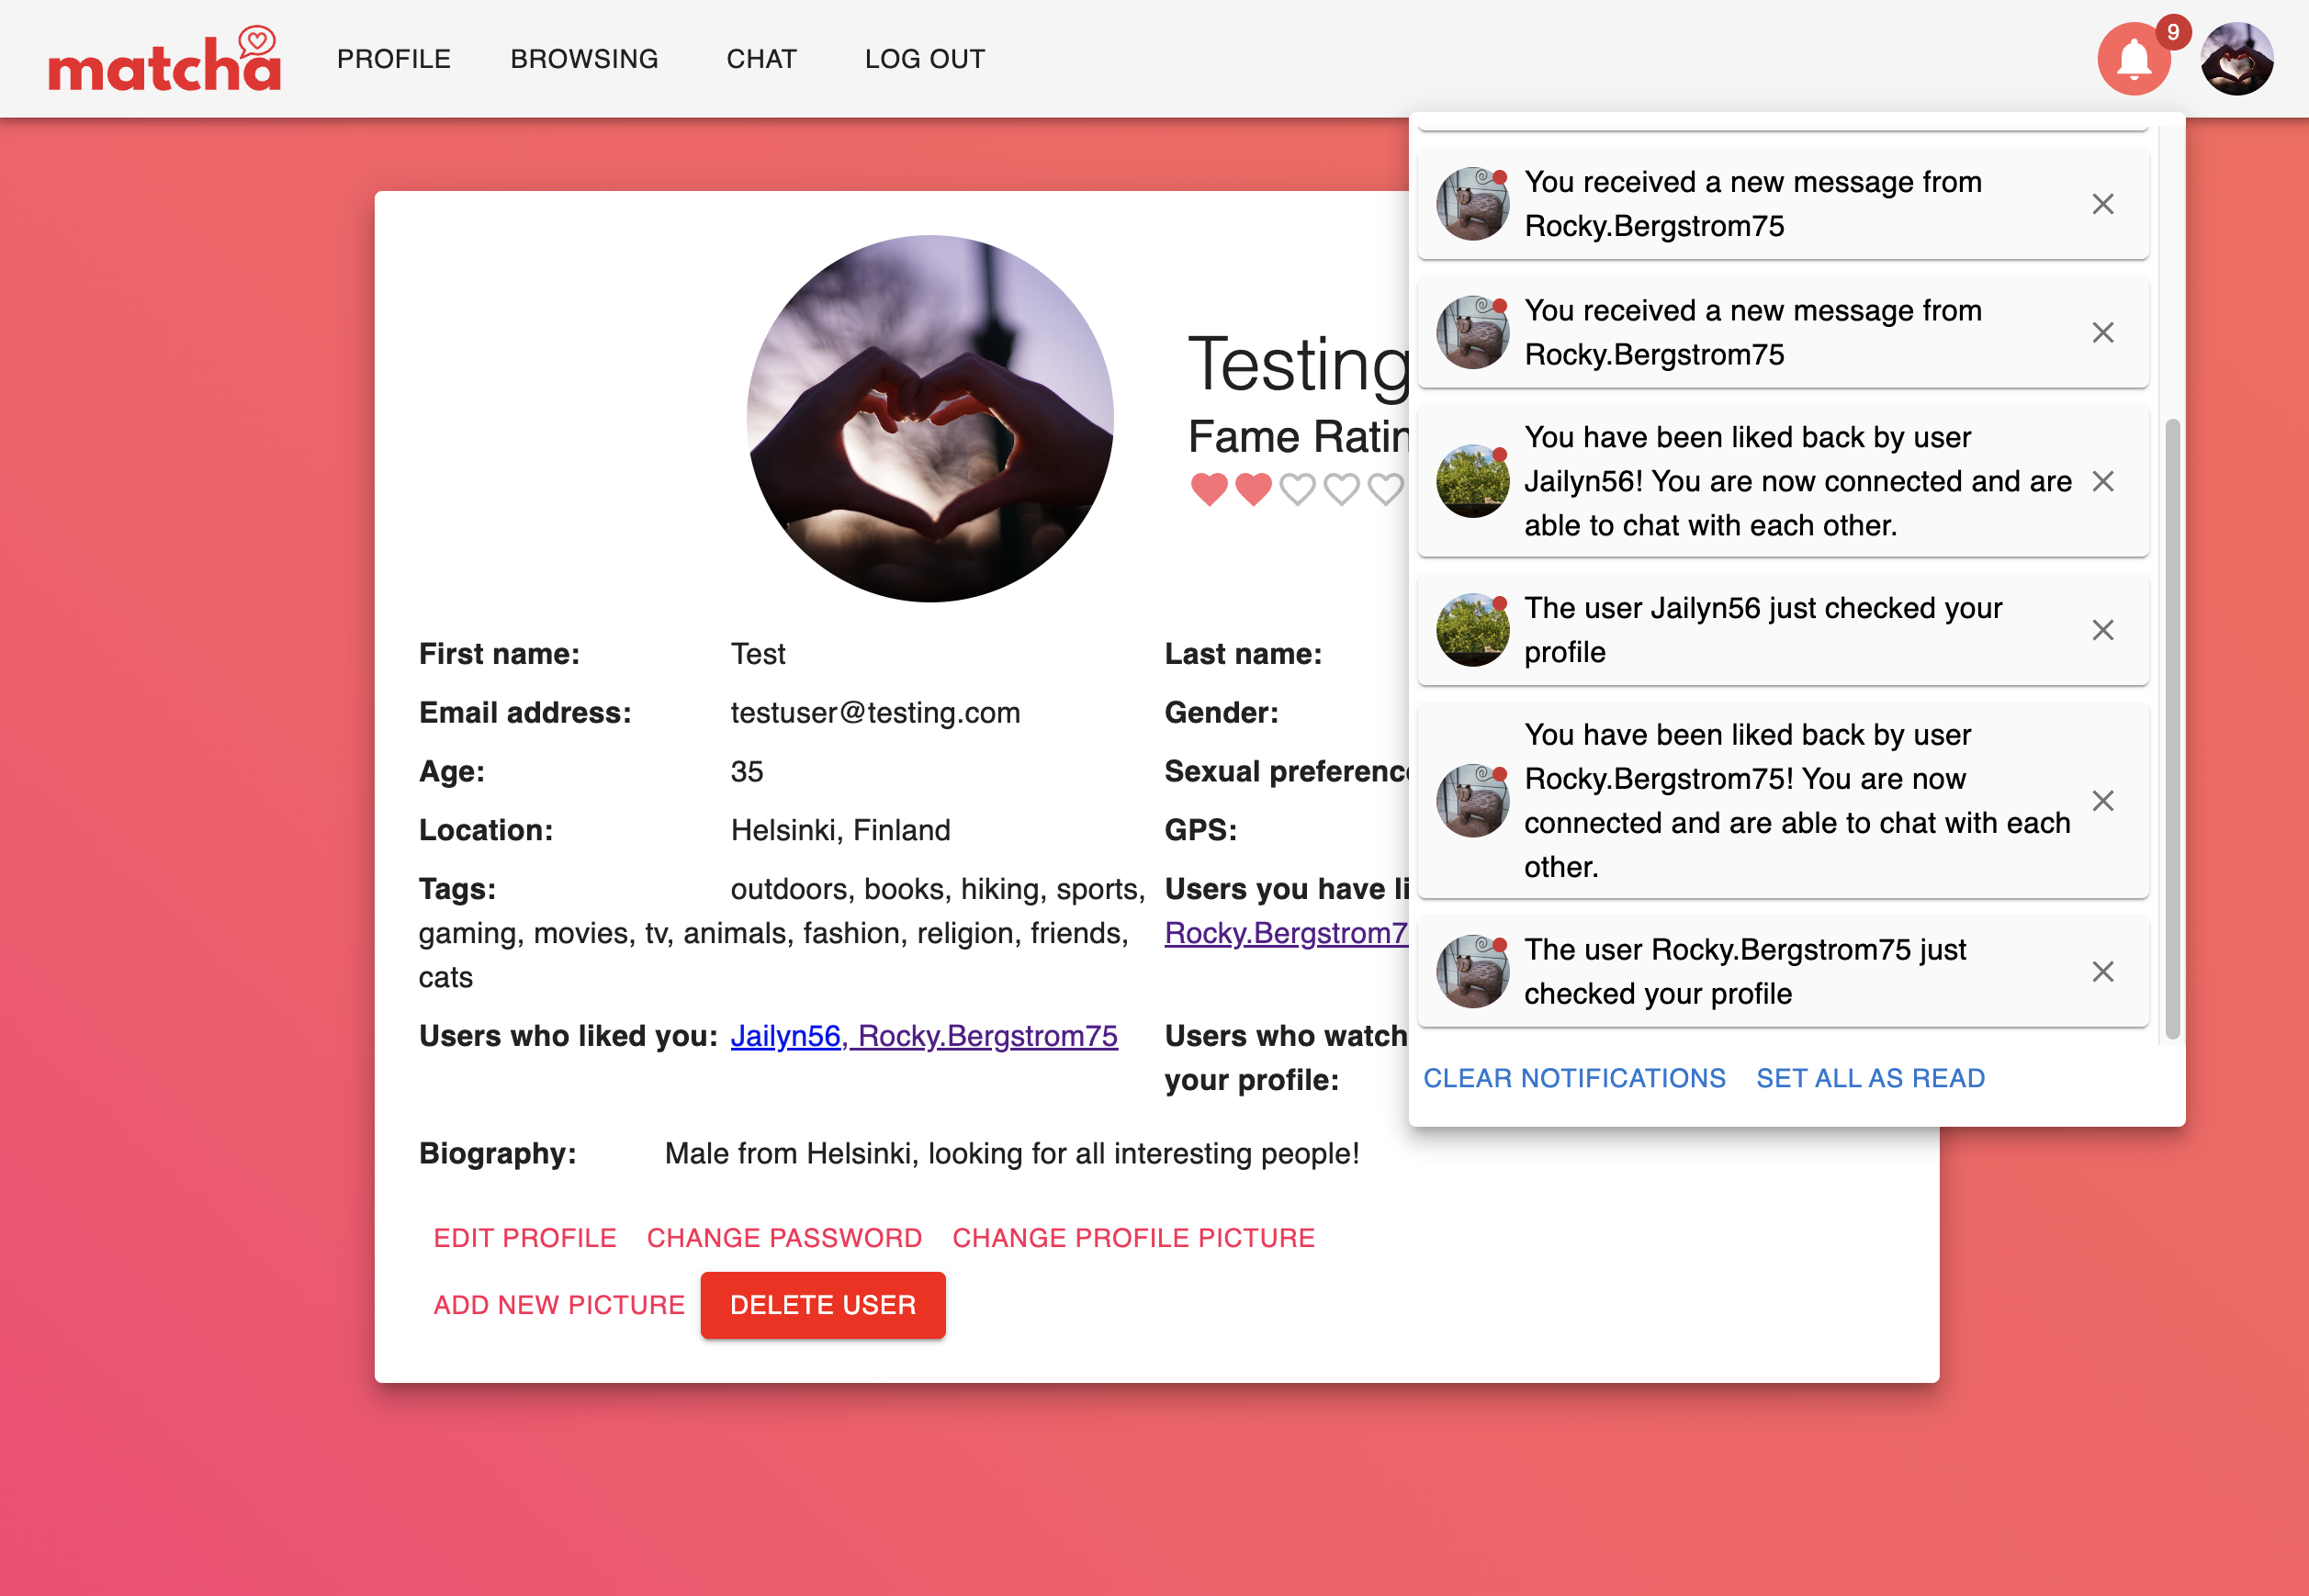 matcha
PROFILE
BROWSING
CHAT
LOG OUT
9
Testing
Fame Ratin
First name: Test
Last name:
Email address: testuser@testing.com
Gender:
Age: 35
Sexual preferenc
Location: Helsinki, Finland
GPS:
Tags: outdoors, books, hiking, sports,
gaming, movies, tv, animals, fashion, religion, friends,
cats
Users you have li
Rocky.Bergstrom7
Users who liked you: Jailyn56, Rocky.Bergstrom75
Users who watch
your profile:
Biography: Male from Helsinki, looking for all interesting people!
EDIT PROFILE
CHANGE PASSWORD
CHANGE PROFILE PICTURE
ADD NEW PICTURE
DELETE USER
You received a new message from
Rocky.Bergstrom75
You received a new message from
Rocky.Bergstrom75
You have been liked back by user
Jailyn56! You are now connected and are
able to chat with each other.
The user Jailyn56 just checked your
profile
You have been liked back by user
Rocky.Bergstrom75! You are now
connected and are able to chat with each
other.
The user Rocky.Bergstrom75 just
checked your profile
CLEAR NOTIFICATIONS
SET ALL AS READ